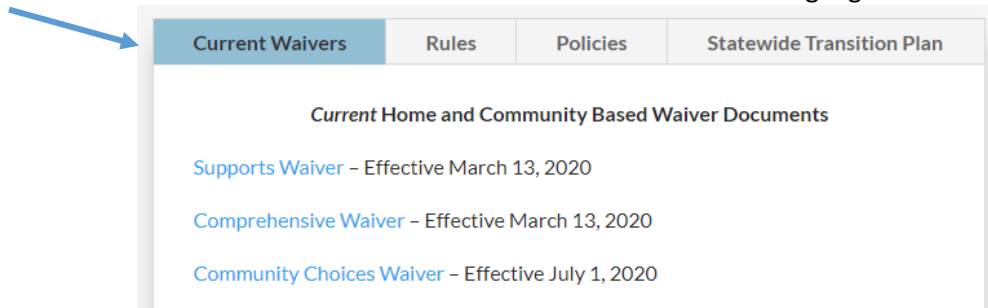 Current Waivers Rules Policies Statewide Transition Plan
Current Home and Community Based Waiver Documents
Supports Waiver – Effective March 13, 2020
Comprehensive Waiver – Effective March 13, 2020
Community Choices Waiver – Effective July 1, 2020